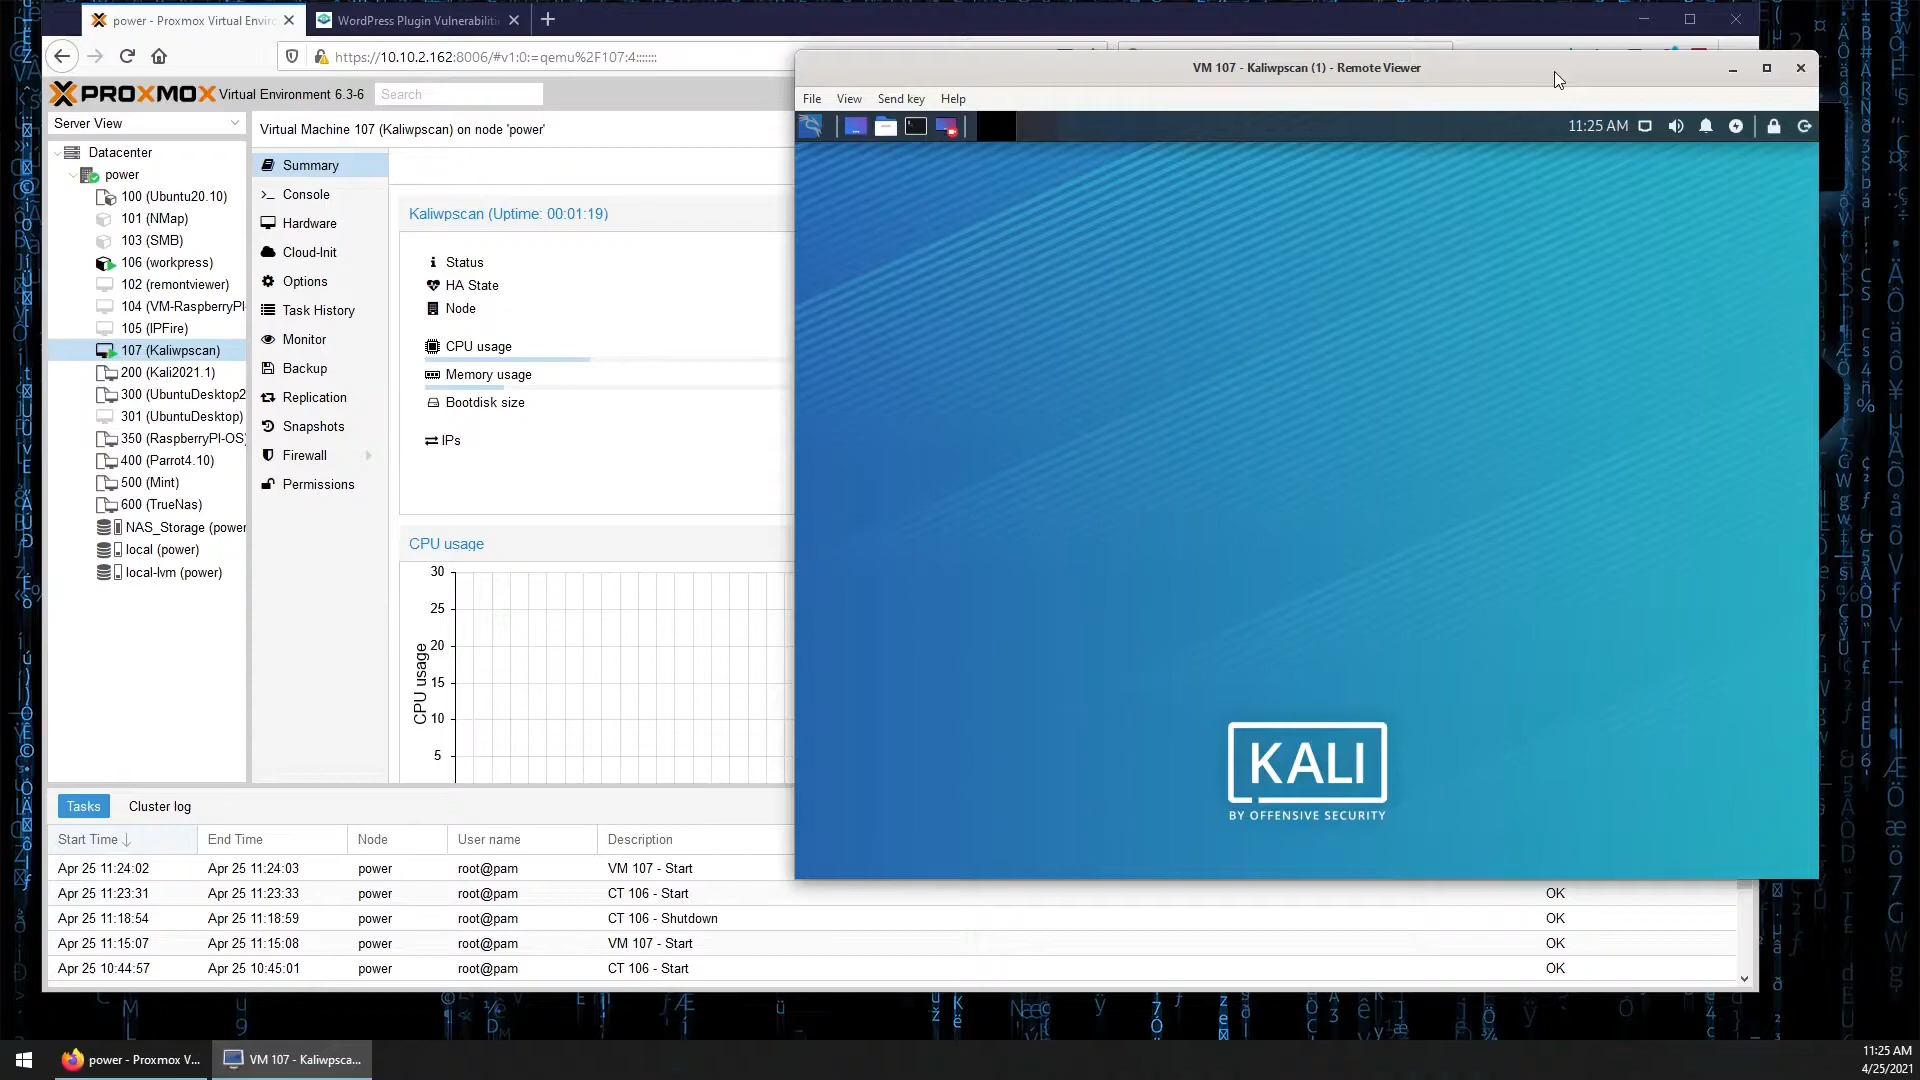 power - Proxmox Virtual Enviro
WordPress Plugin Vulnerabiliti
https://10.10.2.162:8006/#v1:0:=qemu%2F107:4:::::::
VM 107 - Kaliwpscan (1) - Remote Viewer
File View Send key Help
11:25 AM
PROXMOX Virtual Environment 6.3-6 Search
Server View
Datacenter
power
100 (Ubuntu20.10)
101 (NMap)
103 (SMB)
106 (workpress)
102 (remontviewer)
104 (VM-RaspberryPI-
105 (IPFire)
107 (Kaliwpscan)
200 (Kali2021.1)
300 (UbuntuDesktop2
301 (UbuntuDesktop)
350 (RaspberryPI-OS)
400 (Parrot4.10)
500 (Mint)
600 (TrueNas)
NAS_Storage (power
local (power)
local-lvm (power)
Virtual Machine 107 (Kaliwpscan) on node 'power'
Summary
Console
Hardware
Cloud-Init
Options
Task History
Monitor
Backup
Replication
Snapshots
Firewall
Permissions
Kaliwpscan (Uptime: 00:01:19)
Status
HA State
Node
CPU usage
Memory usage
Bootdisk size
IPs
CPU usage
CPU usage
30
25
20
15
10
5
KALI
BY OFFENSIVE SECURITY
Tasks Cluster log
Start Time End Time Node User name Description
Apr 25 11:24:02 Apr 25 11:24:03 power root@pam VM 107 - Start
Apr 25 11:23:31 Apr 25 11:23:33 power root@pam CT 106 - Start OK
Apr 25 11:18:54 Apr 25 11:18:59 power root@pam CT 106 - Shutdown OK
Apr 25 11:15:07 Apr 25 11:15:08 power root@pam VM 107 - Start OK
Apr 25 10:44:57 Apr 25 10:45:01 power root@pam CT 106 - Start OK
power - Proxmox V...
VM 107 - Kaliwpsca...
11:25 AM
4/25/2021